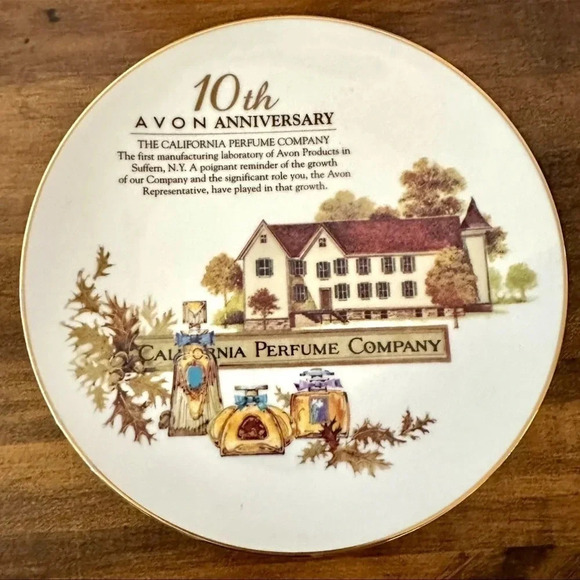 10th
AVON ANNIVERSARY
THE CALIFORNIA PERFUME COMPANY
The first manufacturing laboratory of Avon Products in
Suffern, N.Y. A poignant reminder of the growth
of our Company and the significant role you, the Avon
Representative, have played in that growth.
CALIFORNIA PERFUME COMPANY